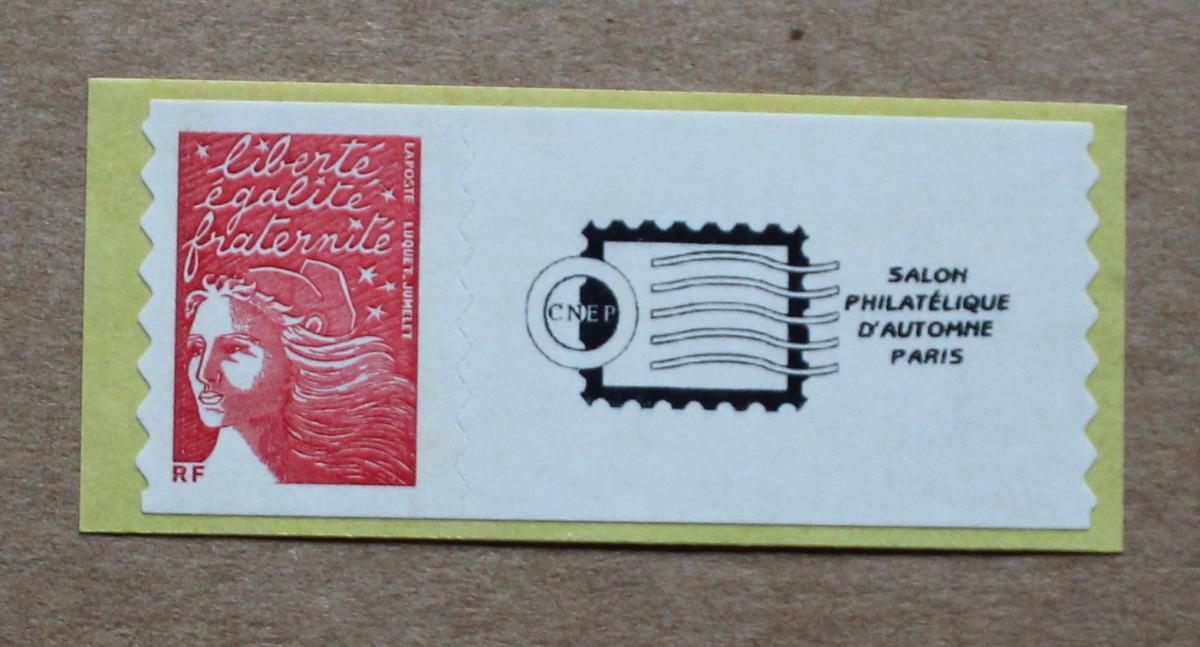 liberté
égalité
fraternité
LAPOSTE LUQUET.JUMELET
RF
CNEP
SALON
PHILATÉLIQUE
D'AUTOMNE
PARIS